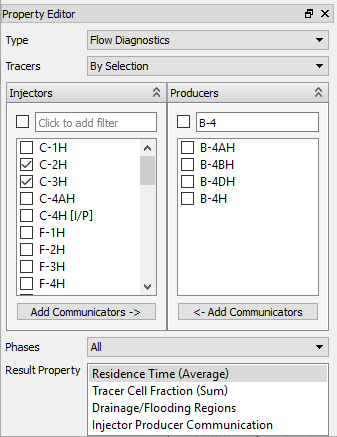 Property Editor
Type Flow Diagnostics
Tracers By Selection
Injectors
Click to add filter
C-1H
C-2H
C-3H
C-4AH
C-4H [I/P]
F-1H
F-2H
F-3H
F-4H
Add Communicators ->
Producers
B-4
B-4AH
B-4BH
B-4DH
B-4H
<- Add Communicators
Phases All
Result Property
Residence Time (Average)
Tracer Cell Fraction (Sum)
Drainage/Flooding Regions
Injector Producer Communication